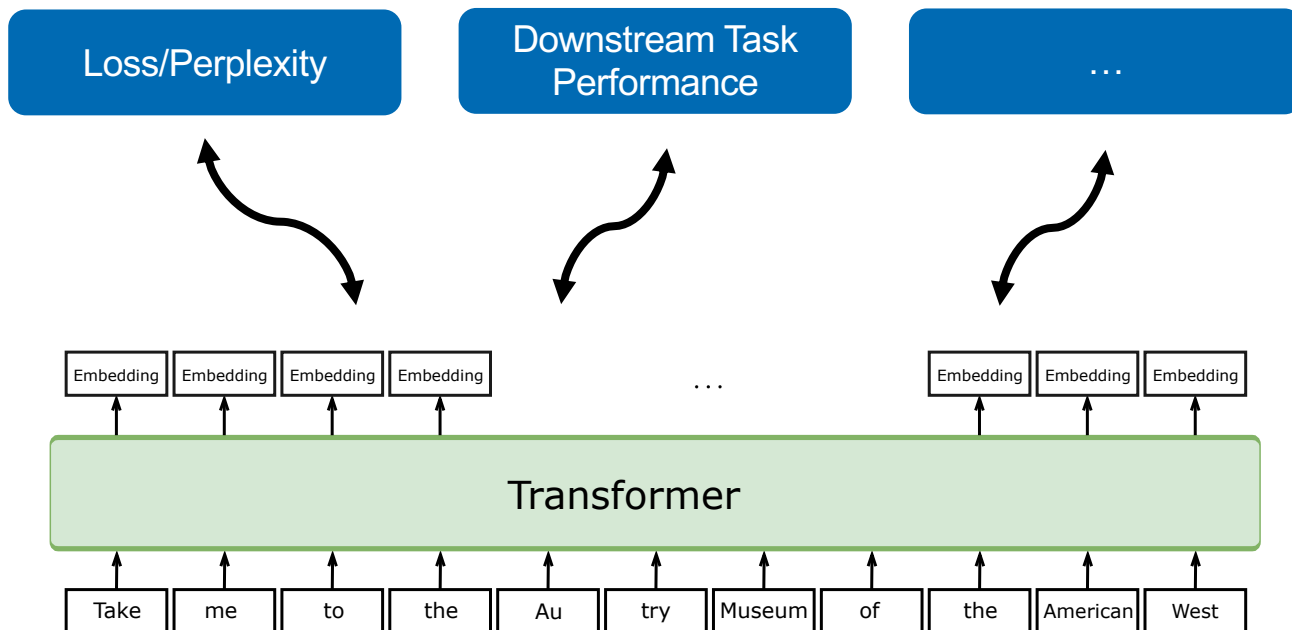 Loss/Perplexity
Downstream Task
Performance
...
Embedding Embedding Embedding Embedding ... Embedding Embedding Embedding
Transformer
Take me to the Au try Museum of the American West